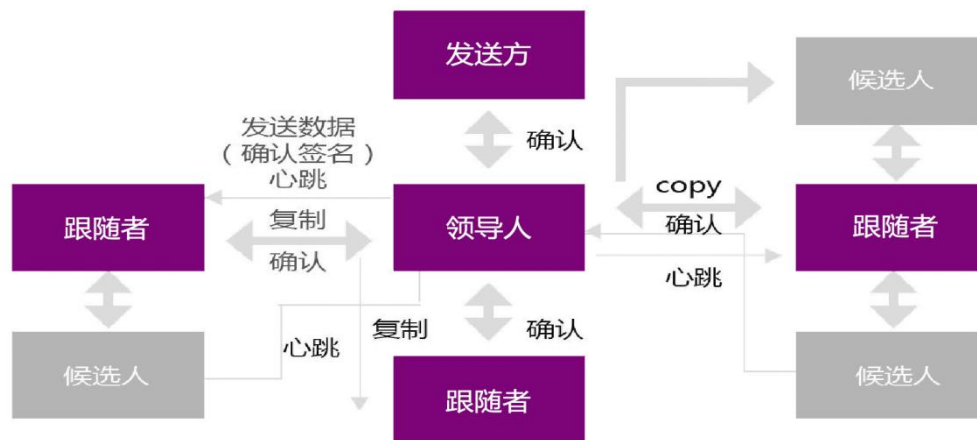 发送方
候选人
发送数据
（确认签名）
心跳
确认
跟随者
复制
确认
领导人
copy
确认
跟随者
心跳
候选人
心跳
复制
确认
跟随者
候选人